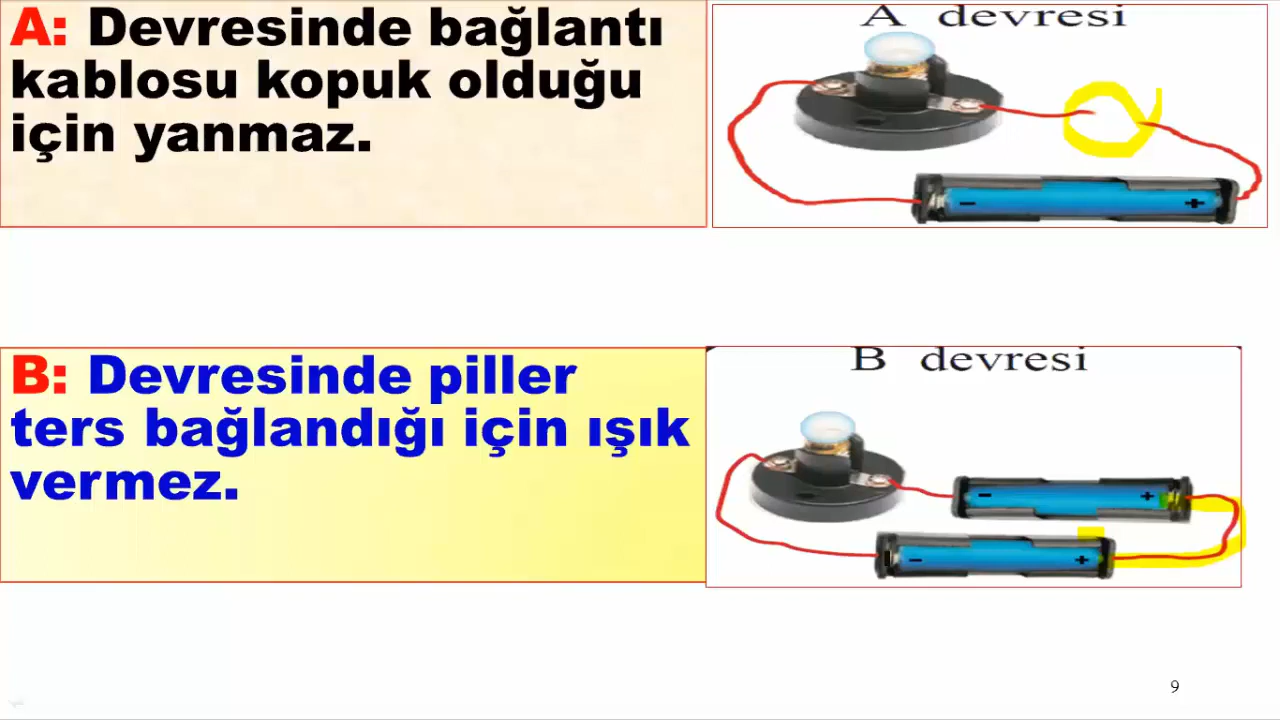 A: Devresinde bağlantı
kablosu kopuk olduğu
için yanmaz.
A devresi
- +
B: Devresinde piller
ters bağlandığı için ışık
vermez.
B devresi
- +
- +
9